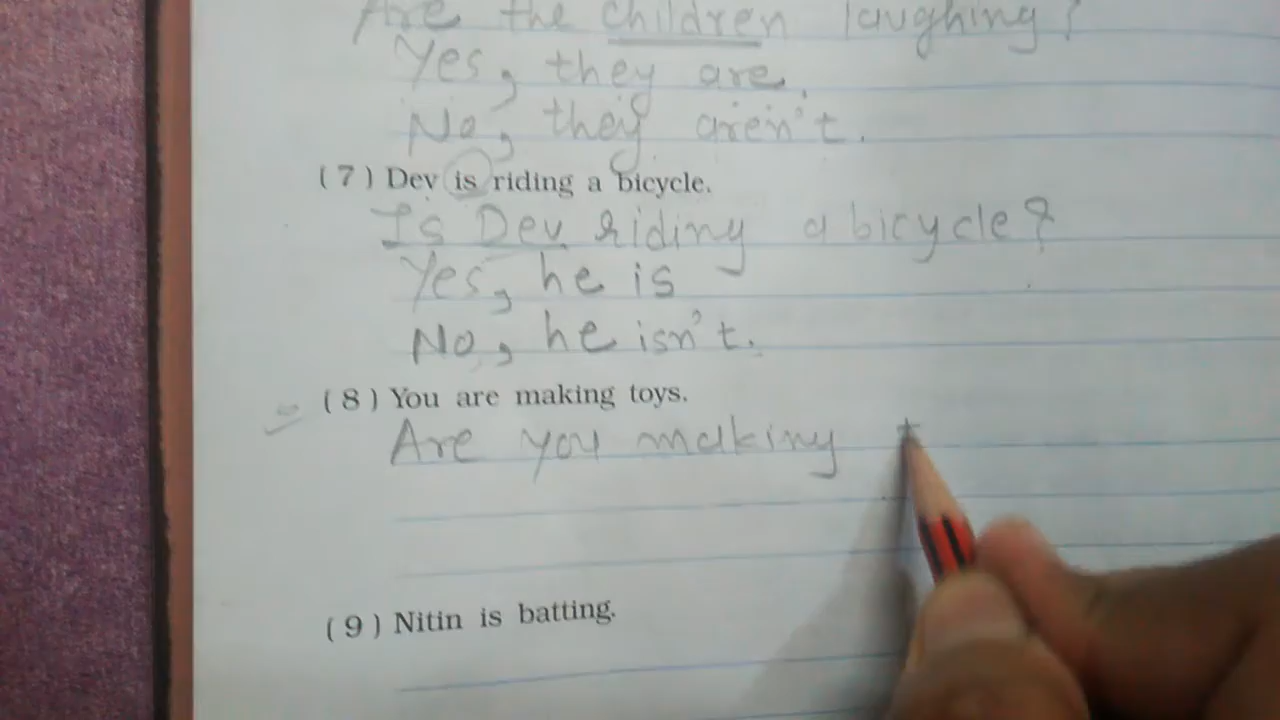 Are the children laughing?
Yes, they are.
No, they aren't.
(7) Dev is riding a bicycle.
Is Dev riding a bicycle?
Yes, he is
No, he isn't.
(8) You are making toys.
Are you making t
(9) Nitin is batting.